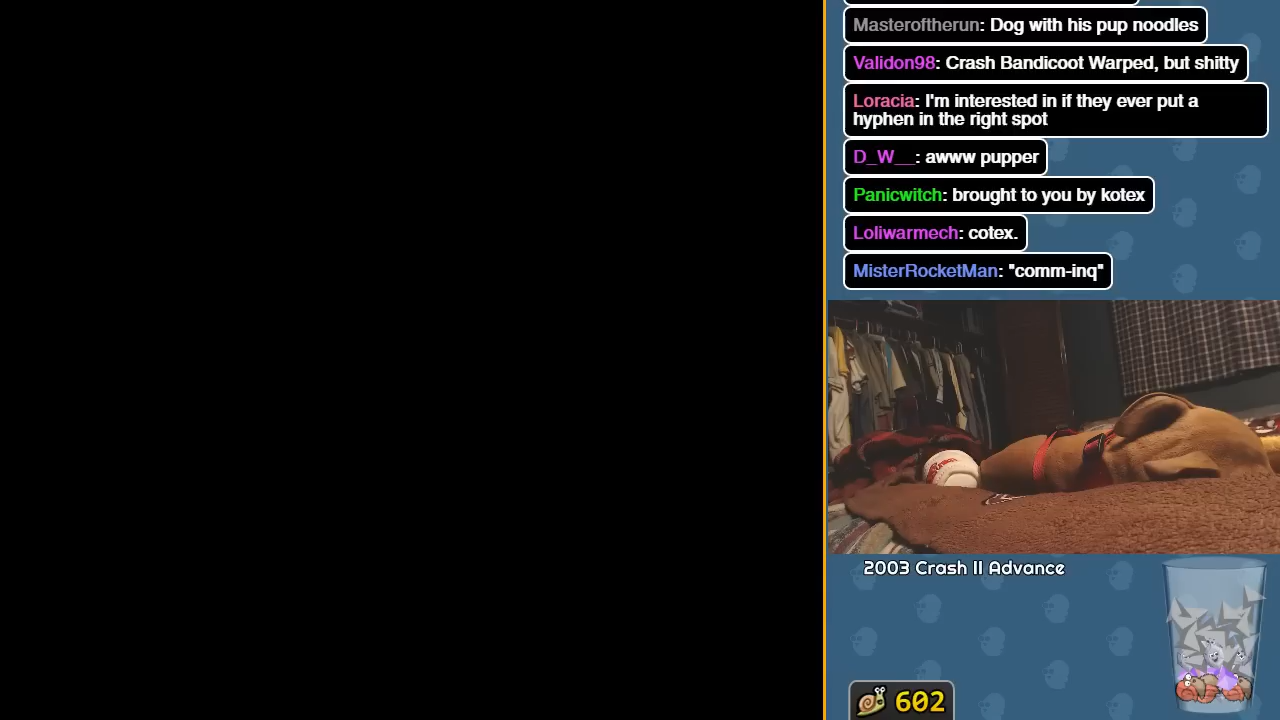 Masteroftherun: Dog with his pup noodles
Validon98: Crash Bandicoot Warped, but shitty
Loracia: I'm interested in if they ever put a
hyphen in the right spot
D_W__: awww pupper
Panicwitch: brought to you by kotex
Loliwarmech: cotex.
MisterRocketMan: "comm-inq"
2003 Crash II Advance
602